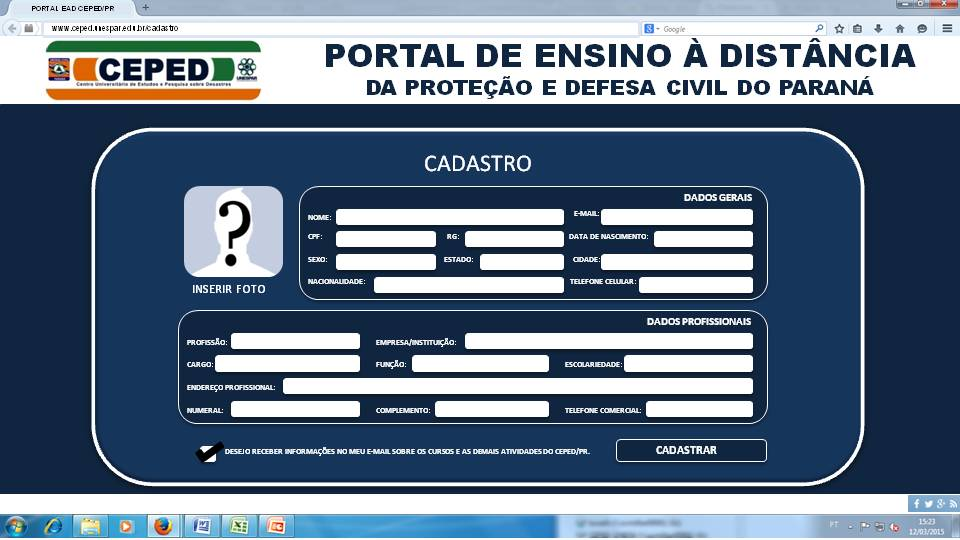 PORTAL EAD CEPED/PR
www.ceped.unespar.edu.br/cadastro
Google
CEPED
UNESPAR
Centro Universitário de Estudos e Pesquisa sobre Desastres
PORTAL DE ENSINO À DISTÂNCIA
DA PROTEÇÃO E DEFESA CIVIL DO PARANÁ
CADASTRO
INSERIR FOTO
DADOS GERAIS
NOME: E-MAIL:
CPF: RG: DATA DE NASCIMENTO:
SEXO: ESTADO: CIDADE:
NACIONALIDADE: TELEFONE CELULAR:
DADOS PROFISSIONAIS
PROFISSÃO: EMPRESA/INSTITUIÇÃO:
CARGO: FUNÇÃO: ESCOLARIEDADE:
ENDEREÇO PROFISSIONAL:
NUMERAL: COMPLEMENTO: TELEFONE COMERCIAL:
DESEJO RECEBER INFORMAÇÕES NO MEU E-MAIL SOBRE OS CURSOS E AS DEMAIS ATIVIDADES DO CEPED/PR.
CADASTRAR
PT
15:23
12/03/2015